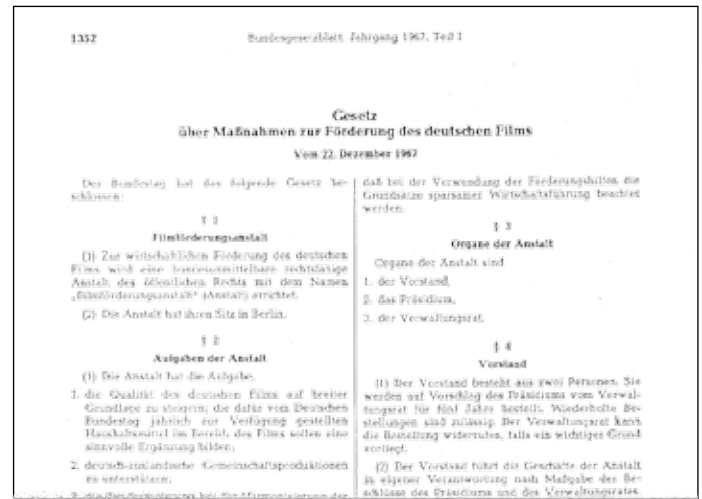 1352
Bundesgesetzblatt, Jahrgang 1967, Teil I
Gesetz
über Maßnahmen zur Förderung des deutschen Films
Vom 22. Dezember 1967
Der Bundestag hat das folgende Gesetz be-
schlossen:
§ 1
Filmförderungsanstalt
(1) Zur wirtschaftlichen Förderung des deutschen
Films wird eine bundesunmittelbare rechtsfähige
Anstalt des öffentlichen Rechts mit dem Namen
„Filmförderungsanstalt" (Anstalt) errichtet.
(2) Die Anstalt hat ihren Sitz in Berlin.
§ 2
Aufgaben der Anstalt
(1) Die Anstalt hat die Aufgabe,
1. die Qualität des deutschen Films auf breiter
Grundlage zu steigern; die dafür vom Deutschen
Bundestag jährlich zur Verfügung gestellten
Haushaltsmittel im Bereich des Films sollen eine
sinnvolle Ergänzung bilden;
2. deutsch-ausländische Gemeinschaftsproduktionen
zu unterstützen;
bei der Harmonisierung der
daß bei der Verwendung der Förderungshilfen die
Grundsätze sparsamer Wirtschaftsführung beachtet
werden.
§ 3
Organe der Anstalt
Organe der Anstalt sind
1. der Vorstand,
2. das Präsidium,
3. der Verwaltungsrat.
§ 4
Vorstand
(1) Der Vorstand besteht aus zwei Personen. Sie
werden auf Vorschlag des Präsidiums vom Verwal-
tungsrat für fünf Jahre bestellt. Wiederholte Be-
stellungen sind zulässig. Der Verwaltungsrat kann
die Bestellung widerrufen, falls ein wichtiger Grund
vorliegt.
(2) Der Vorstand führt die Geschäfte der Anstalt
in eigener Verantwortung nach Maßgabe der Be-
schlüsse des Präsidiums und des Verwaltungsrates.